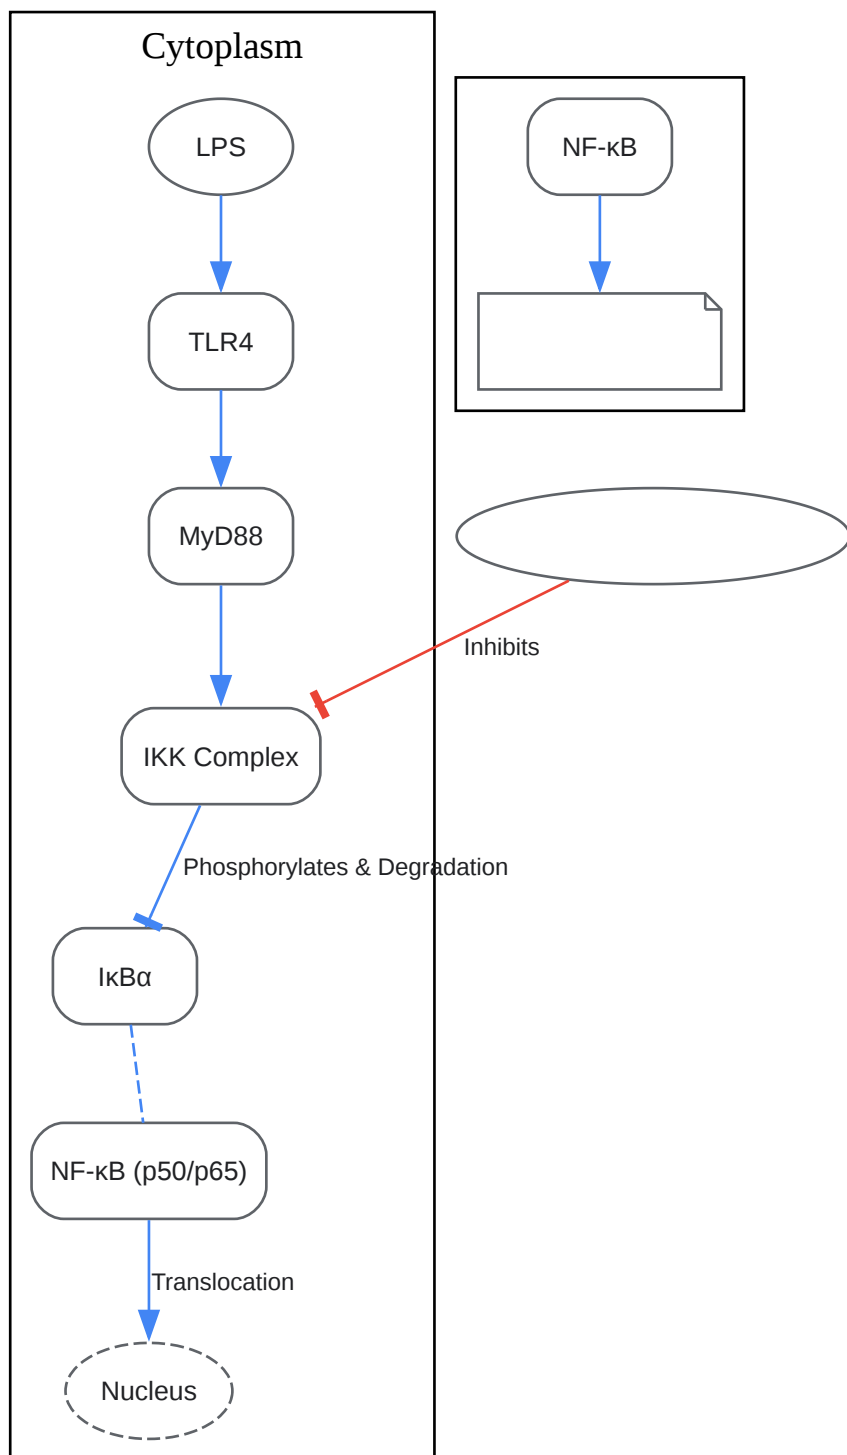 Cytoplasm
LPS
NF-κB
TLR4
MyD88
Inhibits
IKK Complex
Phosphorylates & Degradation
IκBα
NF-κB (p50/p65)
Translocation
Nucleus